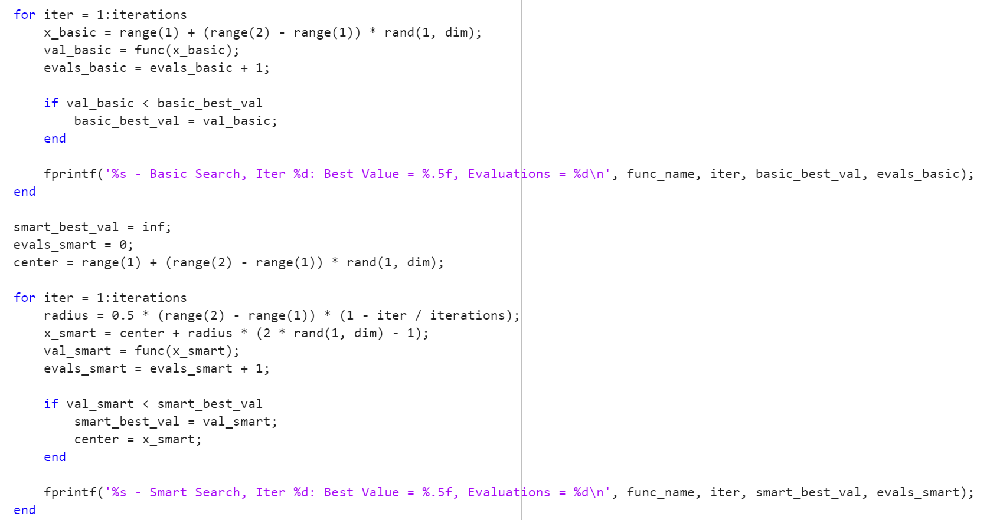 for iter = 1:iterations
    x_basic = range(1) + (range(2) - range(1)) * rand(1, dim);
    val_basic = func(x_basic);
    evals_basic = evals_basic + 1;

    if val_basic < basic_best_val
        basic_best_val = val_basic;
    end

    fprintf('%s - Basic Search, Iter %d: Best Value = %.5f, Evaluations = %d\n', func_name, iter, basic_best_val, evals_basic);
end

smart_best_val = inf;
evals_smart = 0;
center = range(1) + (range(2) - range(1)) * rand(1, dim);

for iter = 1:iterations
    radius = 0.5 * (range(2) - range(1)) * (1 - iter / iterations);
    x_smart = center + radius * (2 * rand(1, dim) - 1);
    val_smart = func(x_smart);
    evals_smart = evals_smart + 1;

    if val_smart < smart_best_val
        smart_best_val = val_smart;
        center = x_smart;
    end

    fprintf('%s - Smart Search, Iter %d: Best Value = %.5f, Evaluations = %d\n', func_name, iter, smart_best_val, evals_smart);
end